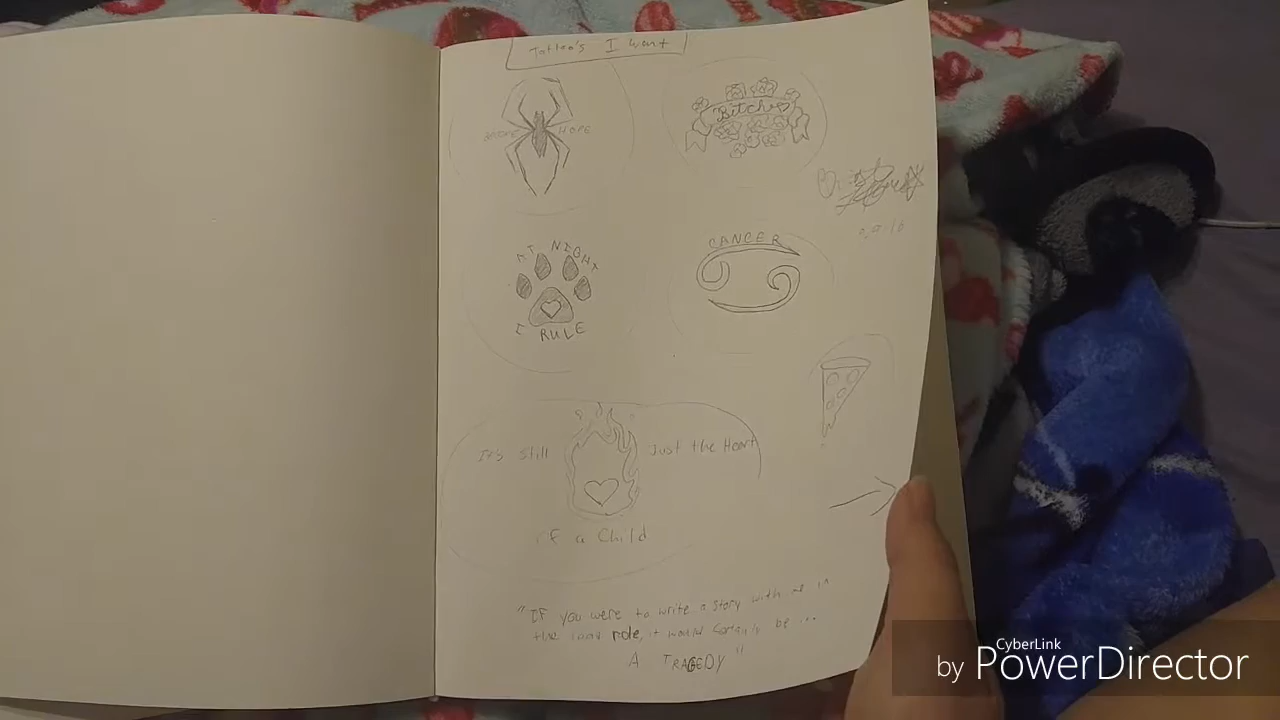 Tattoo's I Want
BEFORE HOPE
Bitch
AT NIGHT
I RULE
CANCER
It's still Just the Heart
of a Child
"If you were to write a story with me in
the lead role, it would certainly be...
A TRAGEDY"
CyberLink
by PowerDirector